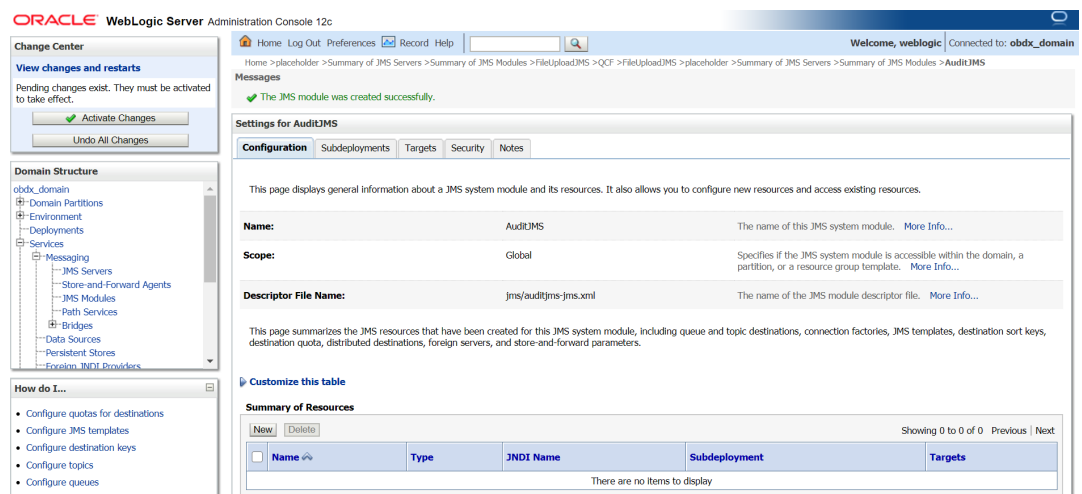 ORACLE WebLogic Server Administration Console 12c
Change Center
View changes and restarts
Pending changes exist. They must be activated
to take effect.
Activate Changes
Undo All Changes
Domain Structure
obdx_domain
Domain Partitions
Environment
Deployments
Services
Messaging
JMS Servers
Store-and-Forward Agents
JMS Modules
Path Services
Bridges
Data Sources
Persistent Stores
Foreign JNDI Providers
How do I...
Configure quotas for destinations
Configure JMS templates
Configure destination keys
Configure topics
Configure queues
Home Log Out Preferences Record Help
Welcome, weblogic Connected to: obdx_domain
Home >placeholder >Summary of JMS Servers >Summary of JMS Modules >FileUploadJMS >QCF >FileUploadJMS >placeholder >Summary of JMS Servers >Summary of JMS Modules >AuditJMS
Messages
The JMS module was created successfully.
Settings for AuditJMS
Configuration Subdeployments Targets Security Notes
This page displays general information about a JMS system module and its resources. It also allows you to configure new resources and access existing resources.
Name: AuditJMS The name of this JMS system module. More Info...
Scope: Global Specifies if the JMS system module is accessible within the domain, a
partition, or a resource group template. More Info...
Descriptor File Name: jms/auditjms-jms.xml The name of the JMS module descriptor file. More Info...
This page summarizes the JMS resources that have been created for this JMS system module, including queue and topic destinations, connection factories, JMS templates, destination sort keys,
destination quota, distributed destinations, foreign servers, and store-and-forward parameters.
Customize this table
Summary of Resources
New Delete Showing 0 to 0 of 0 Previous | Next
Name Type JNDI Name Subdeployment Targets
There are no items to display